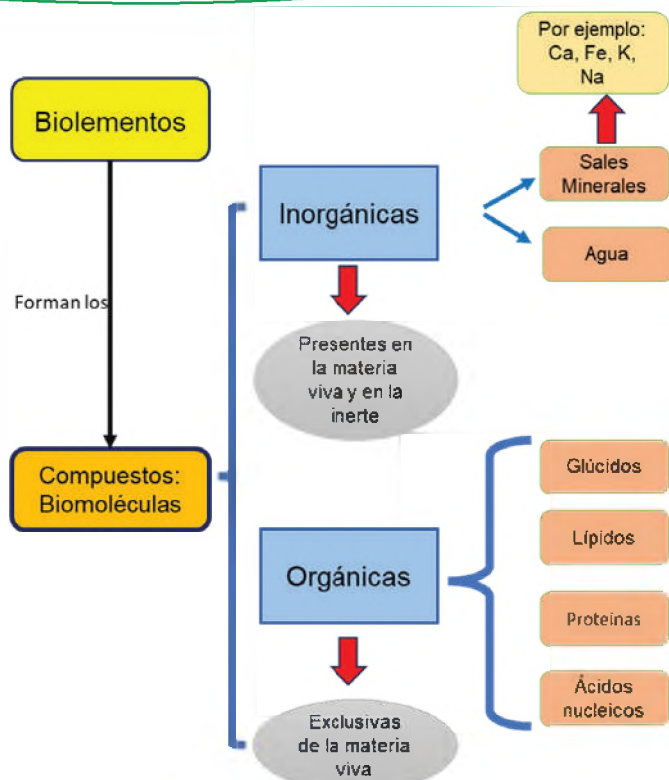 Por ejemplo:
Ca, Fe, K,
Na
Biolementos
Sales
Minerales
Inorgánicas
Agua
Forman los
Presentes en
la materia
viva y en la
inerte
Compuestos:
Biomoléculas
Glúcidos
Lípidos
Orgánicas
Proteínas
Ácidos
nucleicos
Exclusivas
de la materia
viva